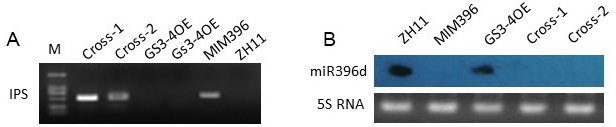 A
M
Cross-1
Cross-2
GS3-4OE
Gs3-4OE
MIM396
ZH11
IPS
B
ZH11
MIM396
GS3-4OE
Cross-1
Cross-2
miR396d
5S RNA